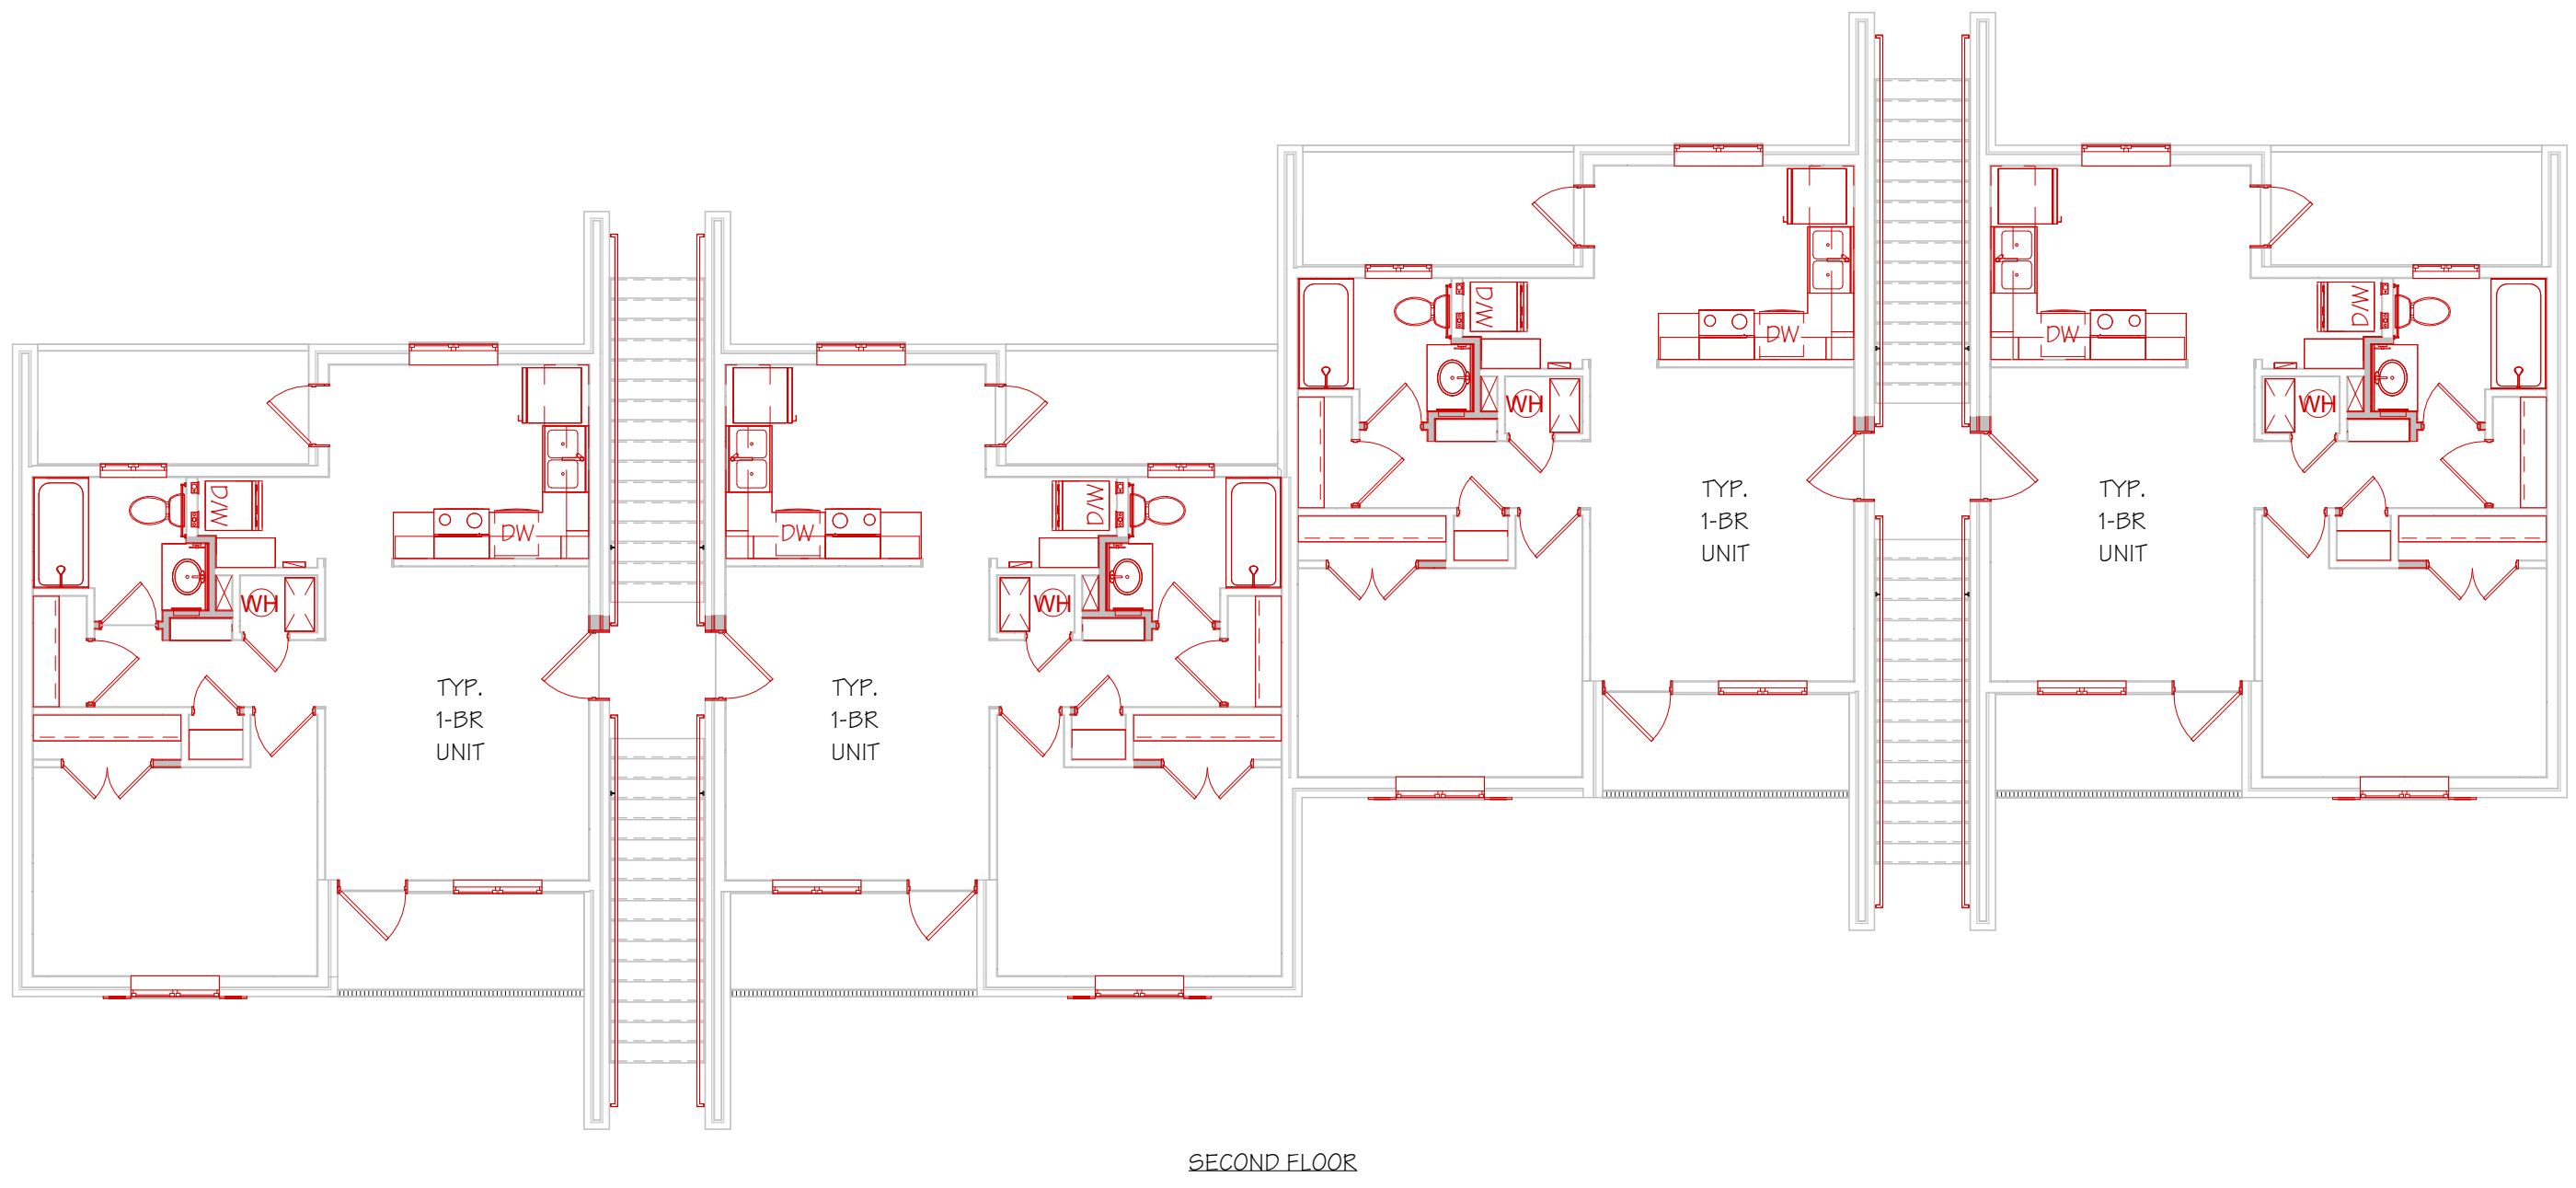 D/W
DW
WH
TYP.
1-BR
UNIT
DW
W/D
WH
TYP.
1-BR
UNIT
D/W
DW
WH
TYP.
1-BR
UNIT
DW
W/D
WH
TYP.
1-BR
UNIT
SECOND FLOOR